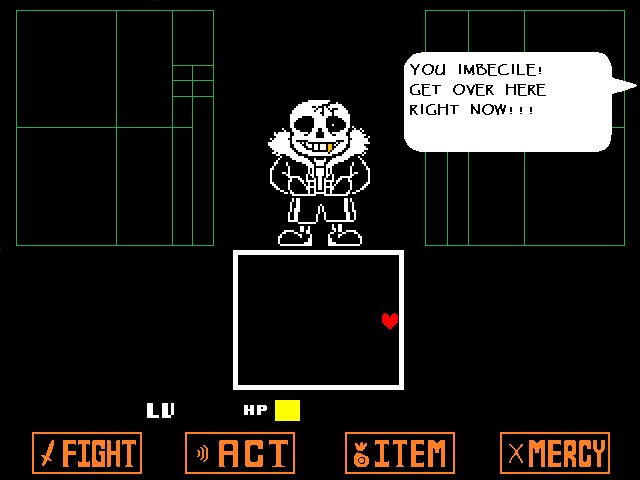 YOU IMBECILE!
GET OVER HERE
RIGHT NOW!!!
LV HP
FIGHT ACT ITEM MERCY